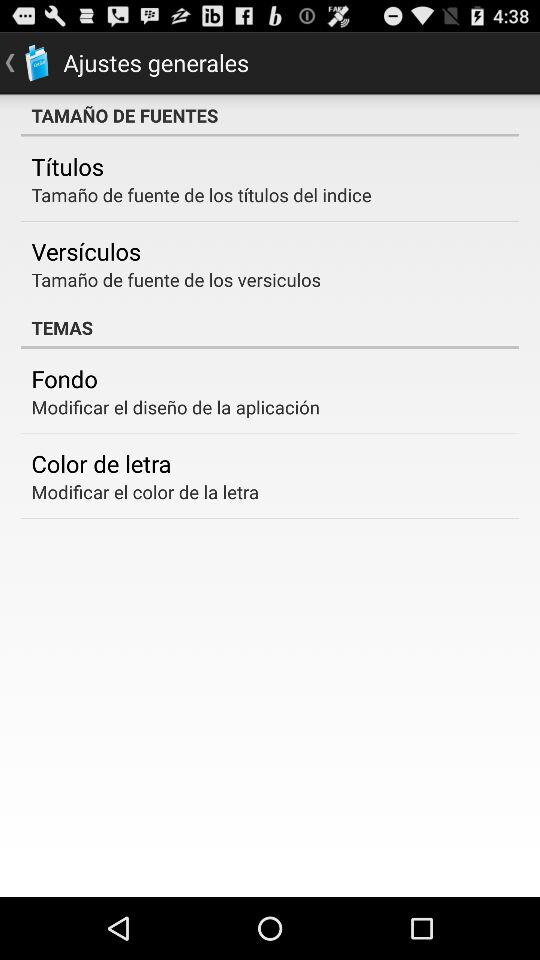 4:38
Ajustes generales
TAMAÑO DE FUENTES
Títulos
Tamaño de fuente de los títulos del indice
Versículos
Tamaño de fuente de los versiculos
TEMAS
Fondo
Modificar el diseño de la aplicación
Color de letra
Modificar el color de la letra